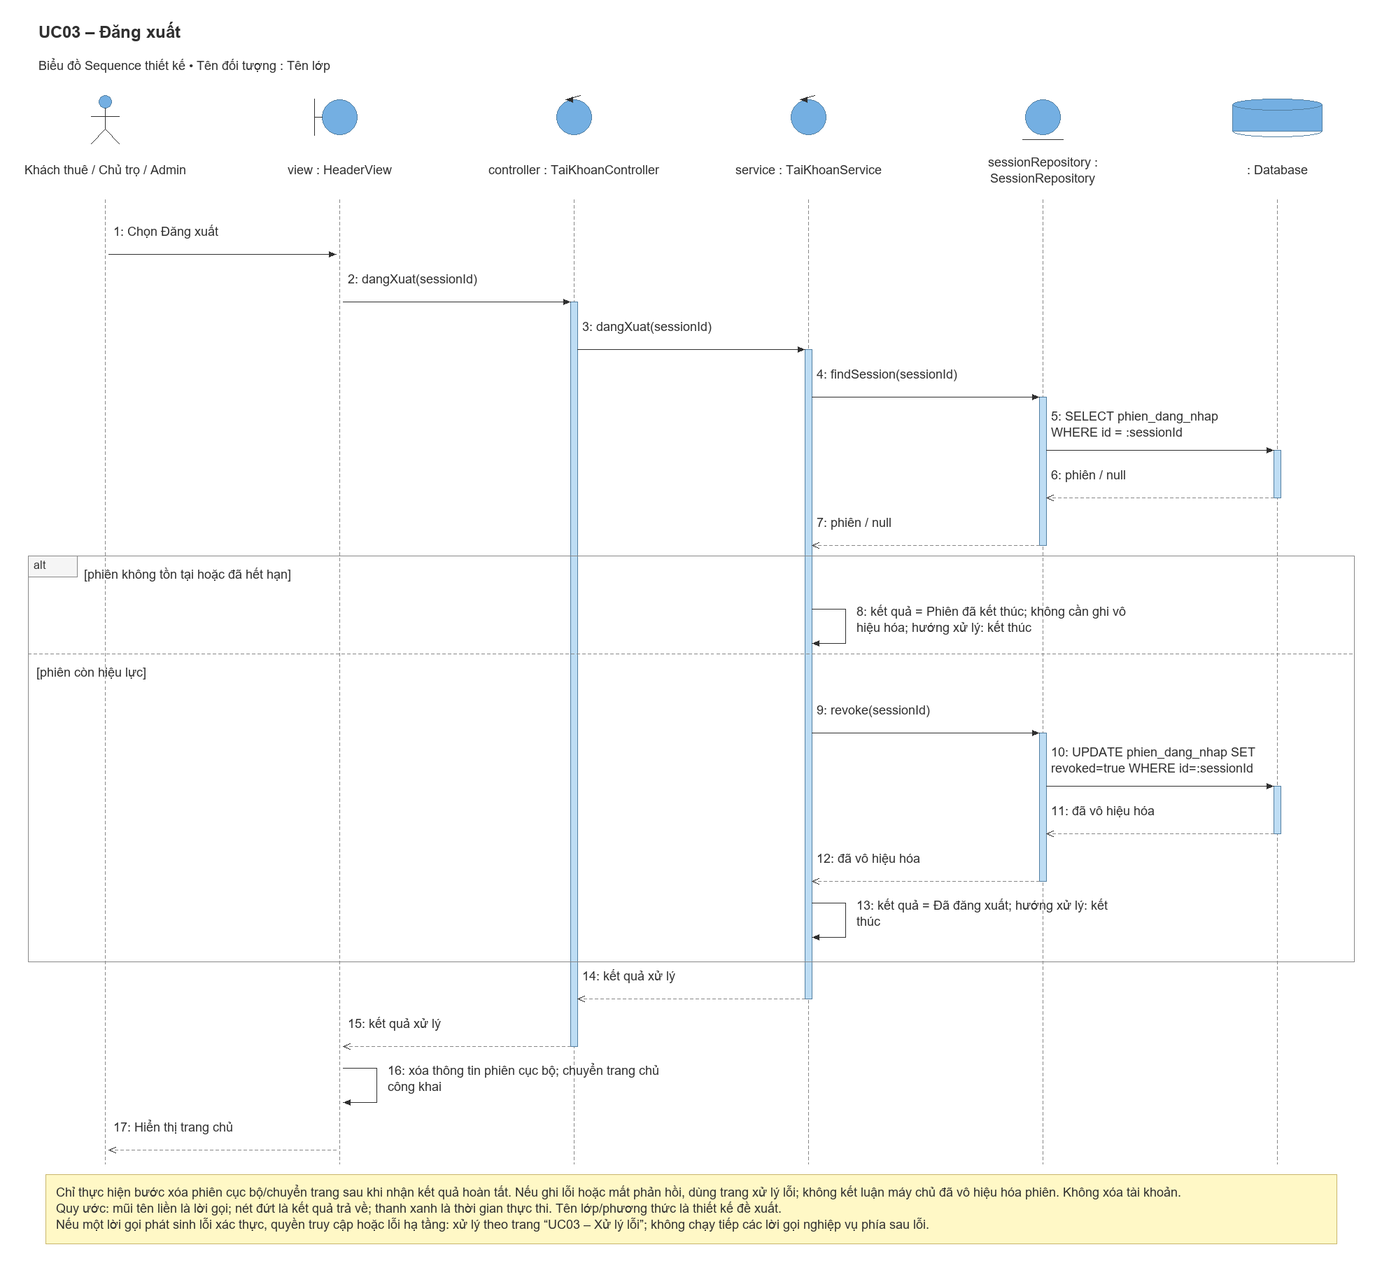 UC03 – Đăng xuất
Biểu đồ Sequence thiết kế • Tên đối tượng : Tên lớp
Khách thuê / Chủ trọ / Admin
view : HeaderView
controller : TaiKhoanController
service : TaiKhoanService
sessionRepository :
SessionRepository
: Database
1: Chọn Đăng xuất
2: dangXuat(sessionId)
3: dangXuat(sessionId)
4: findSession(sessionId)
5: SELECT phien_dang_nhap
WHERE id = :sessionId
6: phiên / null
7: phiên / null
alt
[phiên không tồn tại hoặc đã hết hạn]
8: kết quả = Phiên đã kết thúc; không cần ghi vô
hiệu hóa; hướng xử lý: kết thúc
[phiên còn hiệu lực]
9: revoke(sessionId)
10: UPDATE phien_dang_nhap SET
revoked=true WHERE id=:sessionId
11: đã vô hiệu hóa
12: đã vô hiệu hóa
13: kết quả = Đã đăng xuất; hướng xử lý: kết
thúc
14: kết quả xử lý
15: kết quả xử lý
16: xóa thông tin phiên cục bộ; chuyển trang chủ
công khai
17: Hiển thị trang chủ
Chỉ thực hiện bước xóa phiên cục bộ/chuyển trang sau khi nhận kết quả hoàn tất. Nếu ghi lỗi hoặc mất phản hồi, dùng trang xử lý lỗi; không kết luận máy chủ đã vô hiệu hóa phiên. Không xóa tài khoản.
Quy ước: mũi tên liền là lời gọi; nét đứt là kết quả trả về; thanh xanh là thời gian thực thi. Tên lớp/phương thức là thiết kế đề xuất.
Nếu một lời gọi phát sinh lỗi xác thực, quyền truy cập hoặc lỗi hạ tầng: xử lý theo trang “UC03 – Xử lý lỗi”; không chạy tiếp các lời gọi nghiệp vụ phía sau lỗi.